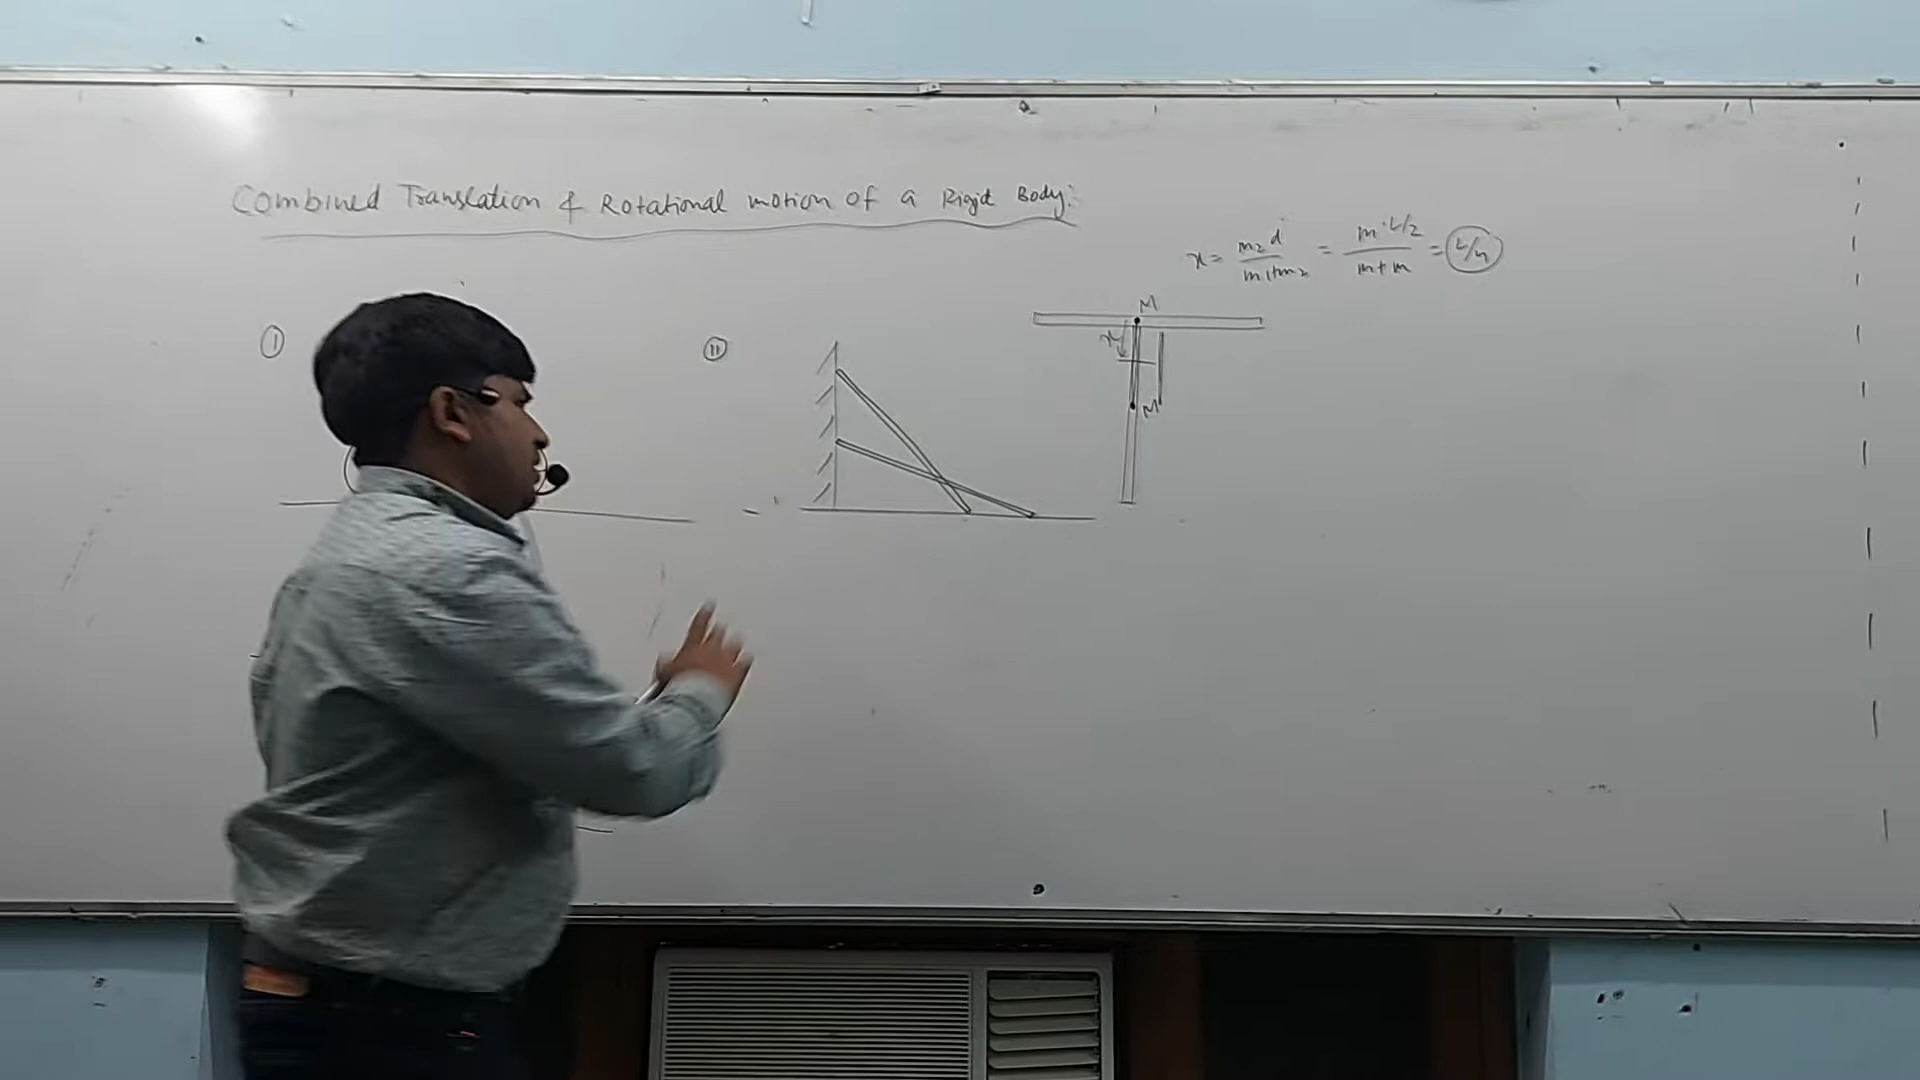 Combined Translation & Rotational motion of a Rigid Body:
x = m₂d / m₁+m₂ = m·L/2 / m+m = L/4
I
II
M
x
M